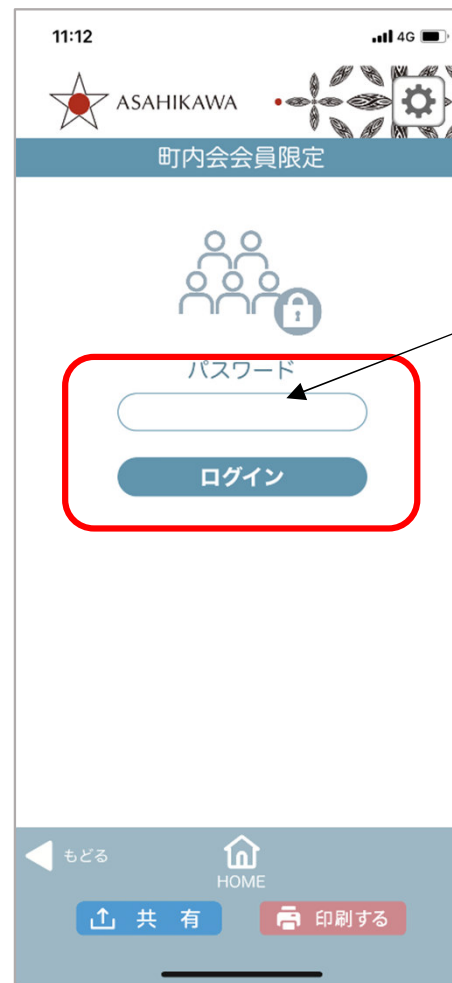 11:12
4G
ASAHIKAWA
町内会会員限定
パスワード
ログイン
もどる
HOME
共 有
印刷する